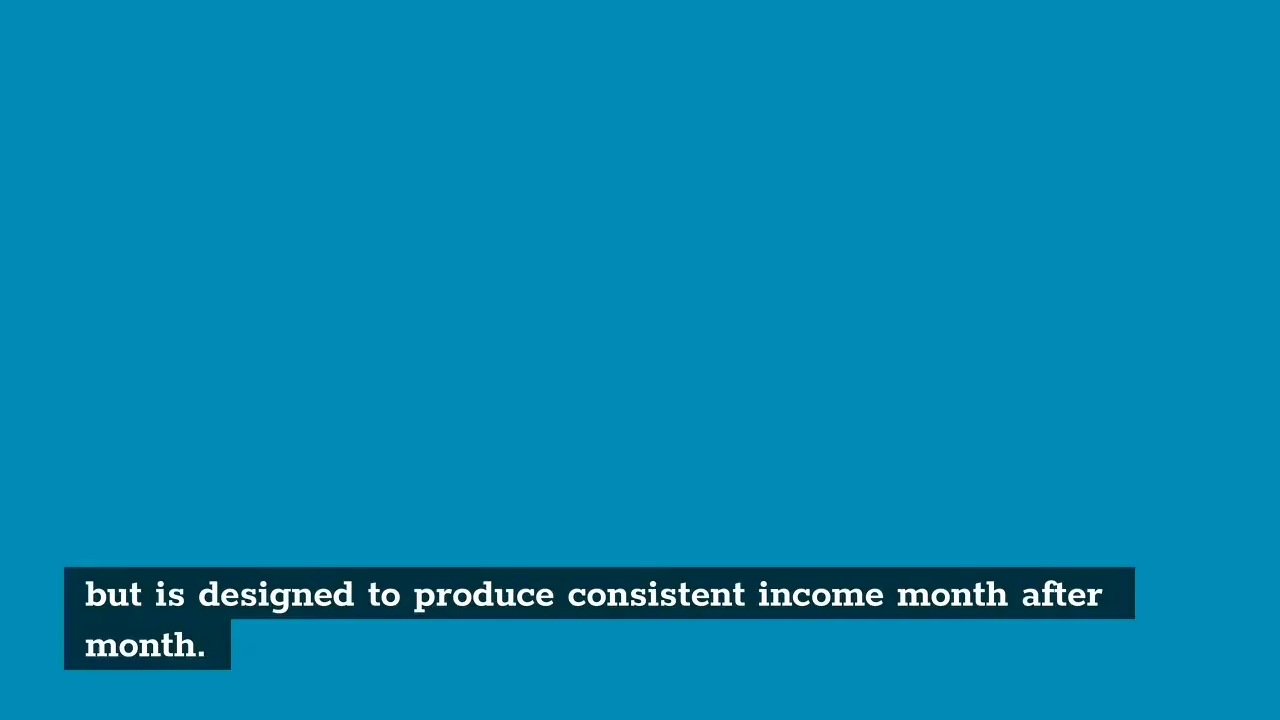 but is designed to produce consistent income month after
month.